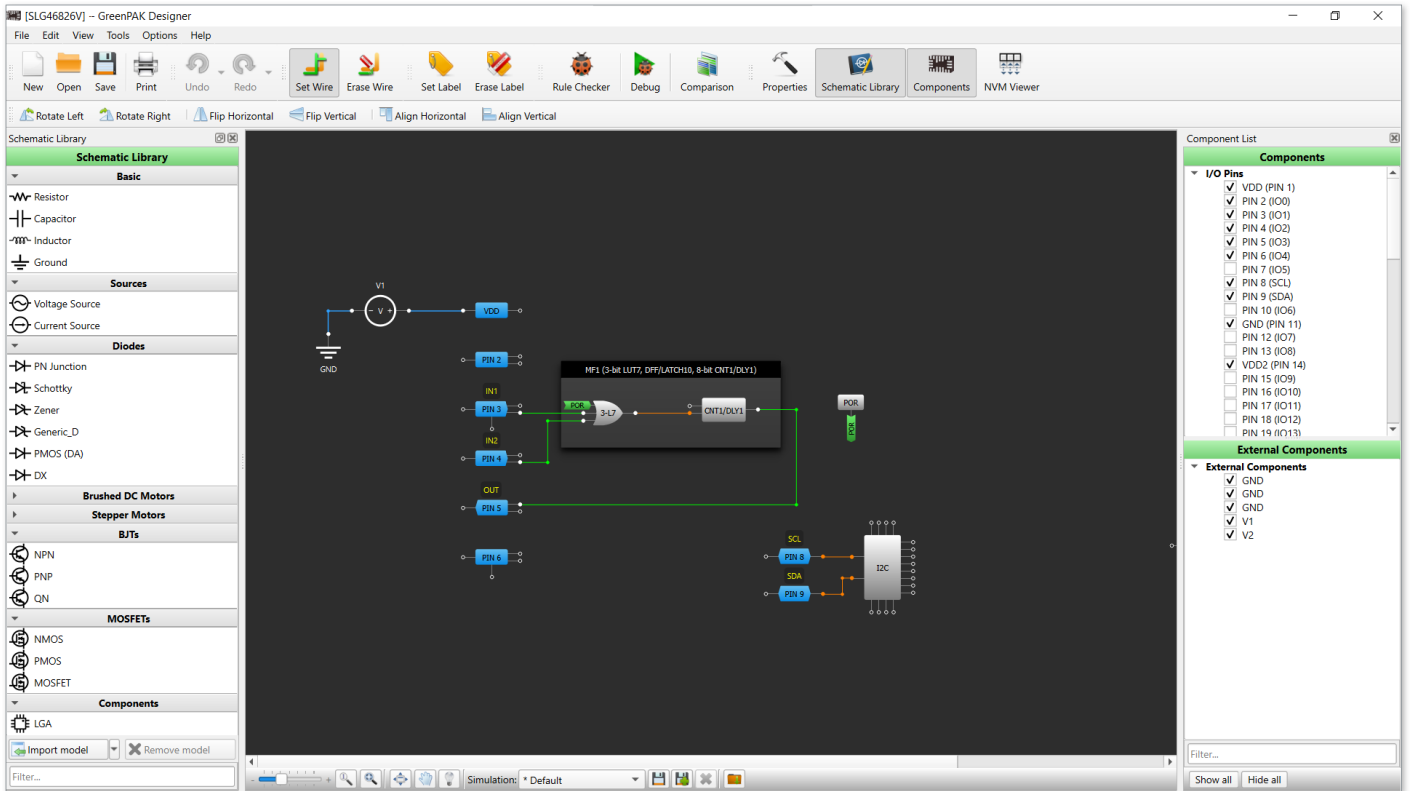 [SLG46826V] -- GreenPAK Designer
File Edit View Tools Options Help
New Open Save Print Undo Redo Set Wire Erase Wire Set Label Erase Label Rule Checker Debug Comparison Properties Schematic Library Components NVM Viewer
Rotate Left Rotate Right Flip Horizontal Flip Vertical Align Horizontal Align Vertical
Schematic Library
Schematic Library
Basic
Resistor
Capacitor
Inductor
Ground
Sources
Voltage Source
Current Source
Diodes
PN Junction
Schottky
Zener
Generic_D
PMOS (DA)
DX
Brushed DC Motors
Stepper Motors
BJTs
NPN
PNP
QN
MOSFETs
NMOS
PMOS
MOSFET
Components
LGA
Import model Remove model
Filter...
V1
- V +
GND
VDD
PIN 2
IN1
PIN 3
IN2
PIN 4
OUT
PIN 5
PIN 6
MF1 (3-bit LUT7, DFF/LATCH10, 8-bit CNT1/DLY1)
POR
3-L7
CNT1/DLY1
POR
POR
SCL
PIN 8
SDA
PIN 9
I2C
- +
Simulation: * Default
Component List
Components
I/O Pins
VDD (PIN 1)
PIN 2 (IO0)
PIN 3 (IO1)
PIN 4 (IO2)
PIN 5 (IO3)
PIN 6 (IO4)
PIN 7 (IO5)
PIN 8 (SCL)
PIN 9 (SDA)
PIN 10 (IO6)
GND (PIN 11)
PIN 12 (IO7)
PIN 13 (IO8)
VDD2 (PIN 14)
PIN 15 (IO9)
PIN 16 (IO10)
PIN 17 (IO11)
PIN 18 (IO12)
PIN 19 (IO13)
External Components
External Components
GND
GND
GND
V1
V2
Filter...
Show all Hide all